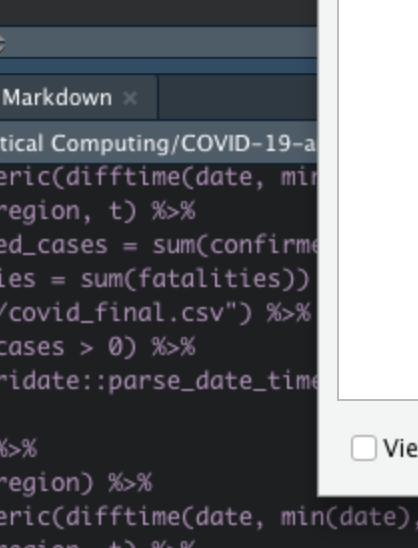 Markdown ×
tical Computing/COVID-19-a
eric(difftime(date, min
region, t) %>%
ed_cases = sum(confirme
ies = sum(fatalities))
/covid_final.csv") %>%
cases > 0) %>%
ridate::parse_date_time
%>%
Vie
region) %>%
eric(difftime(date, min(date),
region, t) %>%